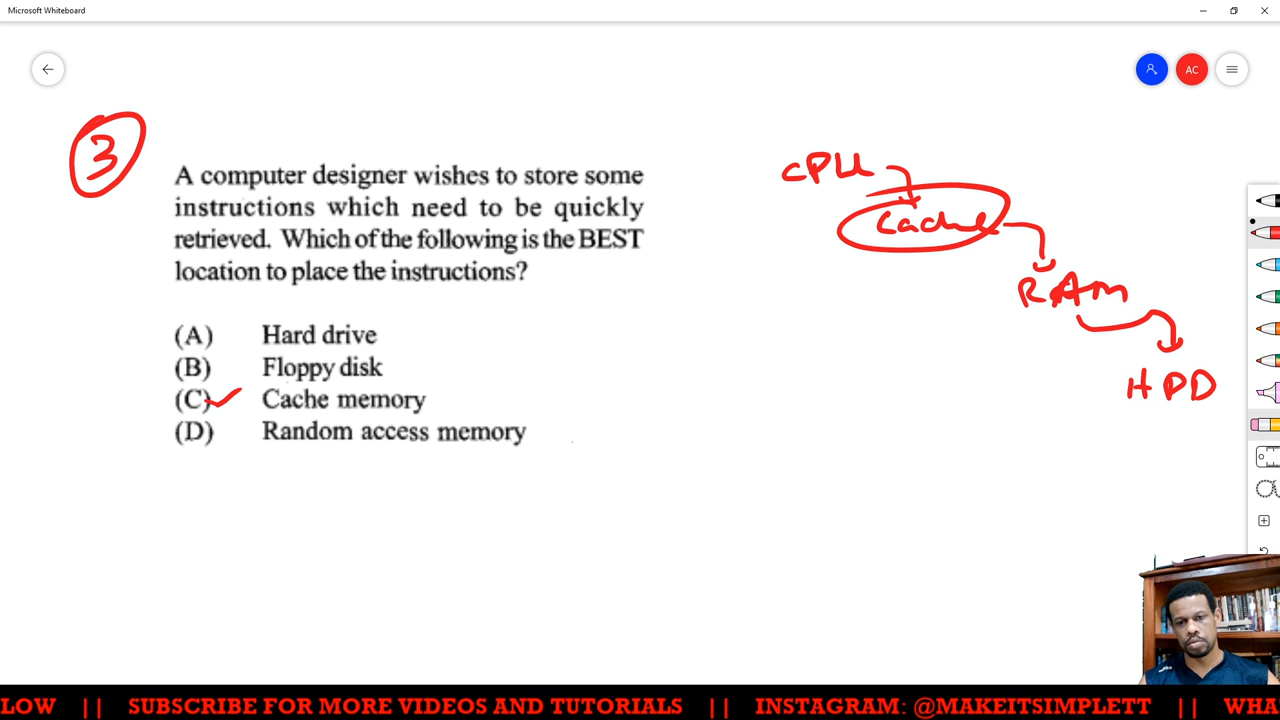 Microsoft Whiteboard
AC
3
A computer designer wishes to store some
instructions which need to be quickly
retrieved. Which of the following is the BEST
location to place the instructions?
(A) Hard drive
(B) Floppy disk
(C) Cache memory
(D) Random access memory
CPU
Cache
RAM
HDD
LOW || SUBSCRIBE FOR MORE VIDEOS AND TUTORIALS || INSTAGRAM: @MAKEITSIMPLETT || WHA